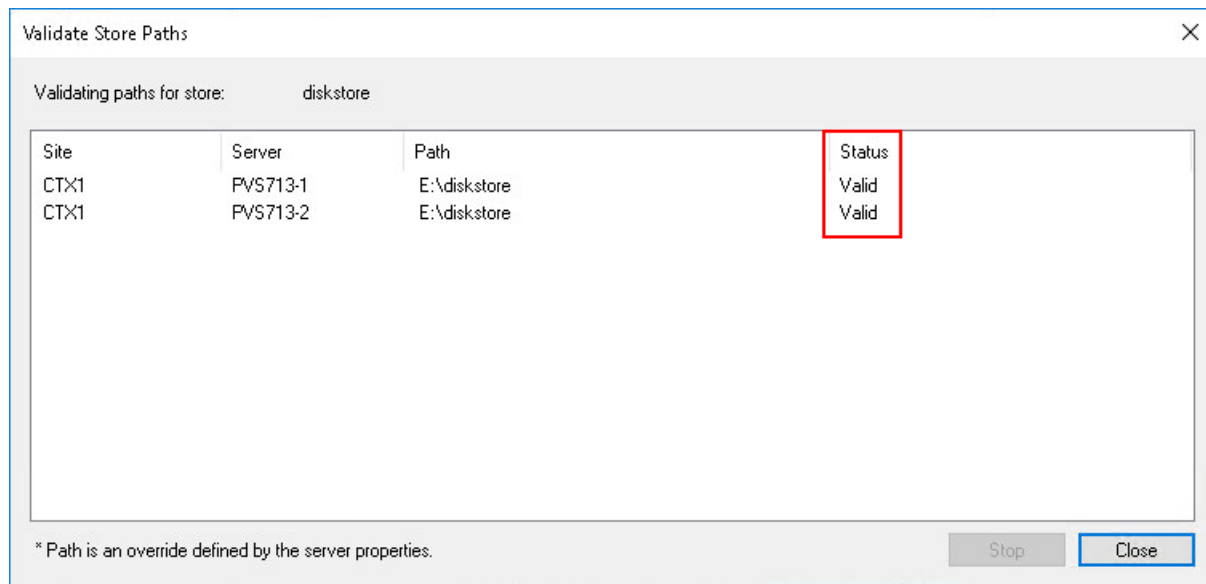 Validate Store Paths
Validating paths for store: diskstore
Site Server Path Status
CTX1 PVS713-1 E:\diskstore Valid
CTX1 PVS713-2 E:\diskstore Valid
* Path is an override defined by the server properties.
Stop Close